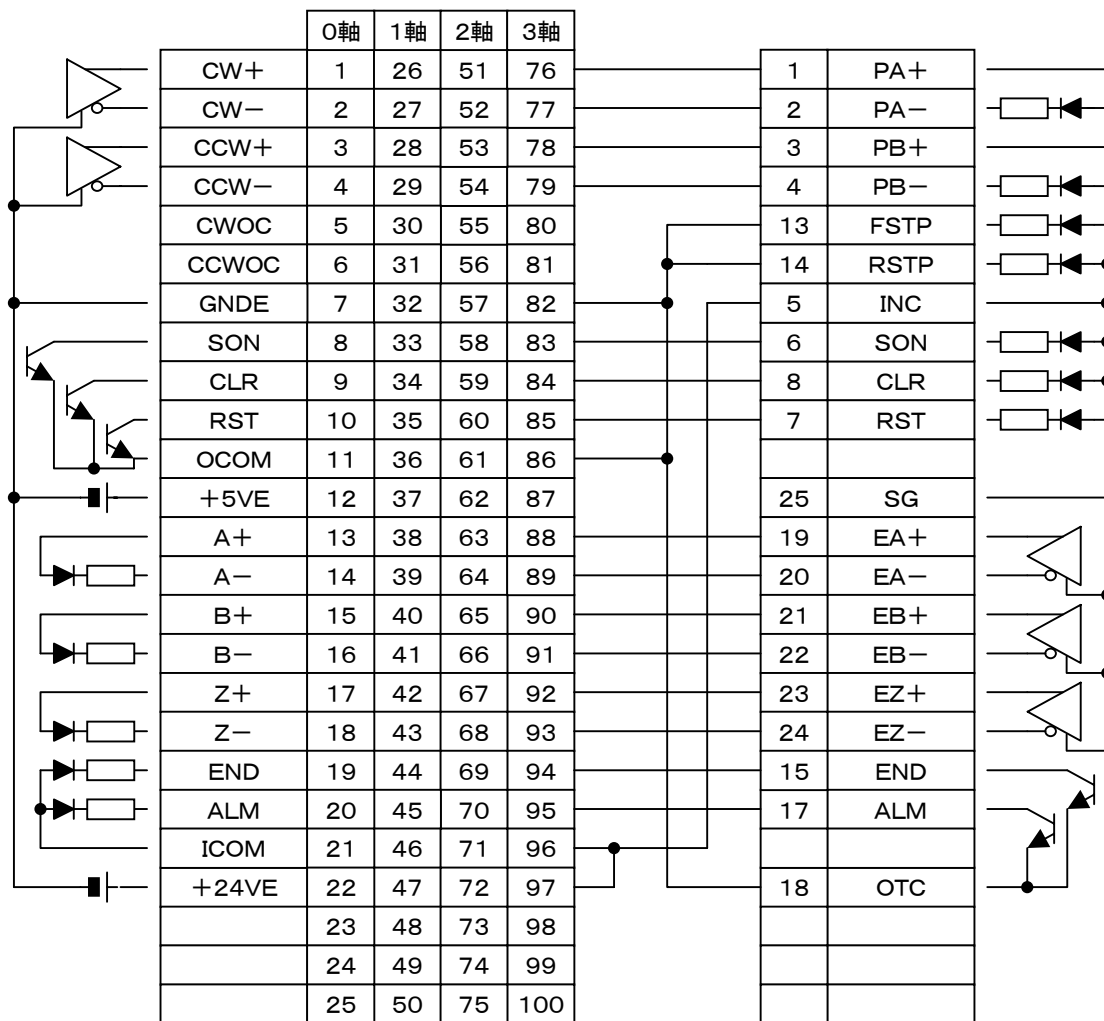 0軸 1軸 2軸 3軸
CW+ 1 26 51 76 1 PA+
CW− 2 27 52 77 2 PA−
CCW+ 3 28 53 78 3 PB+
CCW− 4 29 54 79 4 PB−
CWOC 5 30 55 80 13 FSTP
CCWOC 6 31 56 81 14 RSTP
GNDE 7 32 57 82 5 INC
SON 8 33 58 83 6 SON
CLR 9 34 59 84 8 CLR
RST 10 35 60 85 7 RST
OCOM 11 36 61 86
+5VE 12 37 62 87 25 SG
A+ 13 38 63 88 19 EA+
A− 14 39 64 89 20 EA−
B+ 15 40 65 90 21 EB+
B− 16 41 66 91 22 EB−
Z+ 17 42 67 92 23 EZ+
Z− 18 43 68 93 24 EZ−
END 19 44 69 94 15 END
ALM 20 45 70 95 17 ALM
ICOM 21 46 71 96
+24VE 22 47 72 97 18 OTC
23 48 73 98
24 49 74 99
25 50 75 100